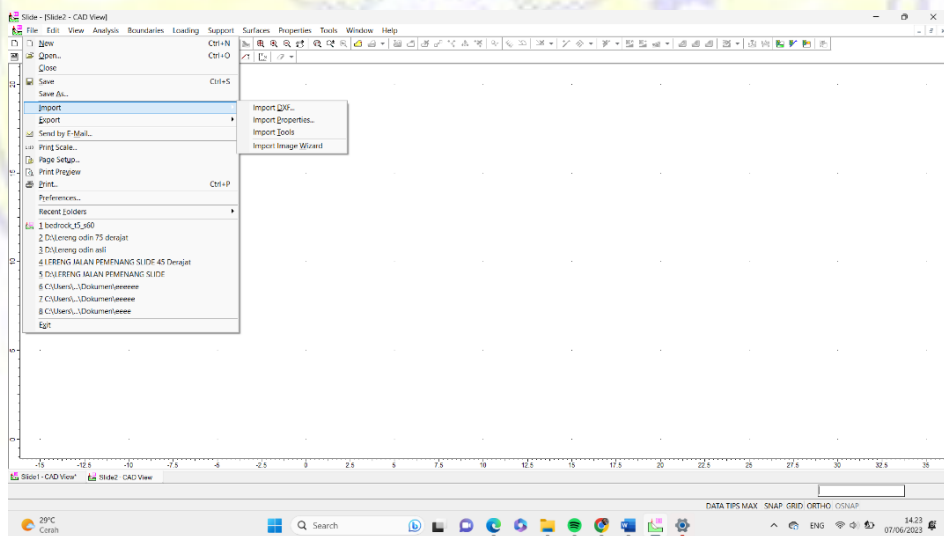 Slide - [Slide2 - CAD View]
File Edit View Analysis Boundaries Loading Support Surfaces Properties Tools Window Help
New Ctrl+N
Open... Ctrl+O
Close
Save Ctrl+S
Save As...
Import
Export
Send by E-Mail...
Print Scale...
Page Setup...
Print Preview
Print... Ctrl+P
Preferences...
Recent Folders
1 bedrock_t5_s60
2 D:\Lereng odin 75 derajat
3 D:\Lereng odin asli
4 LERENG JALAN PEMENANG SLIDE 45 Derajat
5 D:\LERENG JALAN PEMENANG SLIDE
6 C:\Users\...\Dokumen\eeeeee
7 C:\Users\...\Dokumen\eeeee
8 C:\Users\...\Dokumen\eeee
Exit
Import DXF...
Import Properties...
Import Tools
Import Image Wizard
20
15
10
5
0
-15 -12.5 -10 -7.5 -5 -2.5 0 2.5 5 7.5 10 12.5 15 17.5 20 22.5 25 27.5 30 32.5 35
Slide1 - CAD View* Slide2 - CAD View
DATA TIPS MAX SNAP GRID ORTHO OSNAP
29°C
Cerah
Search
ENG
14.23
07/06/2023